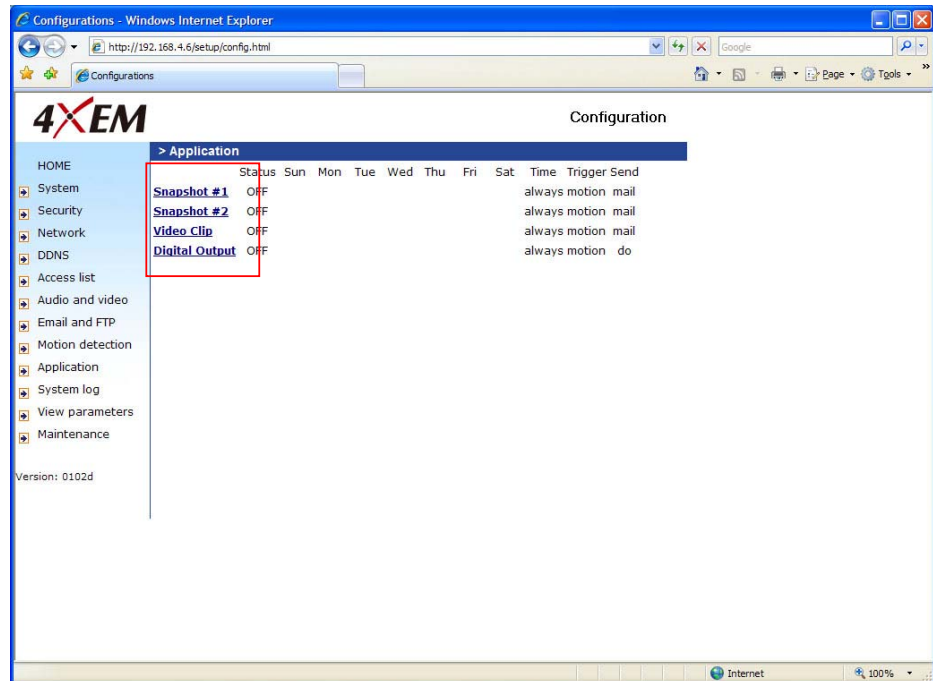 Configurations - Windows Internet Explorer
http://192.168.4.6/setup/config.html
Google
Configurations
Page Tools »
4XEM
Configuration
> Application
HOME
System
Security
Network
DDNS
Access list
Audio and video
Email and FTP
Motion detection
Application
System log
View parameters
Maintenance
Version: 0102d
Status Sun Mon Tue Wed Thu Fri Sat Time Trigger Send
Snapshot #1 OFF always motion mail
Snapshot #2 OFF always motion mail
Video Clip OFF always motion mail
Digital Output OFF always motion do
Internet 100%